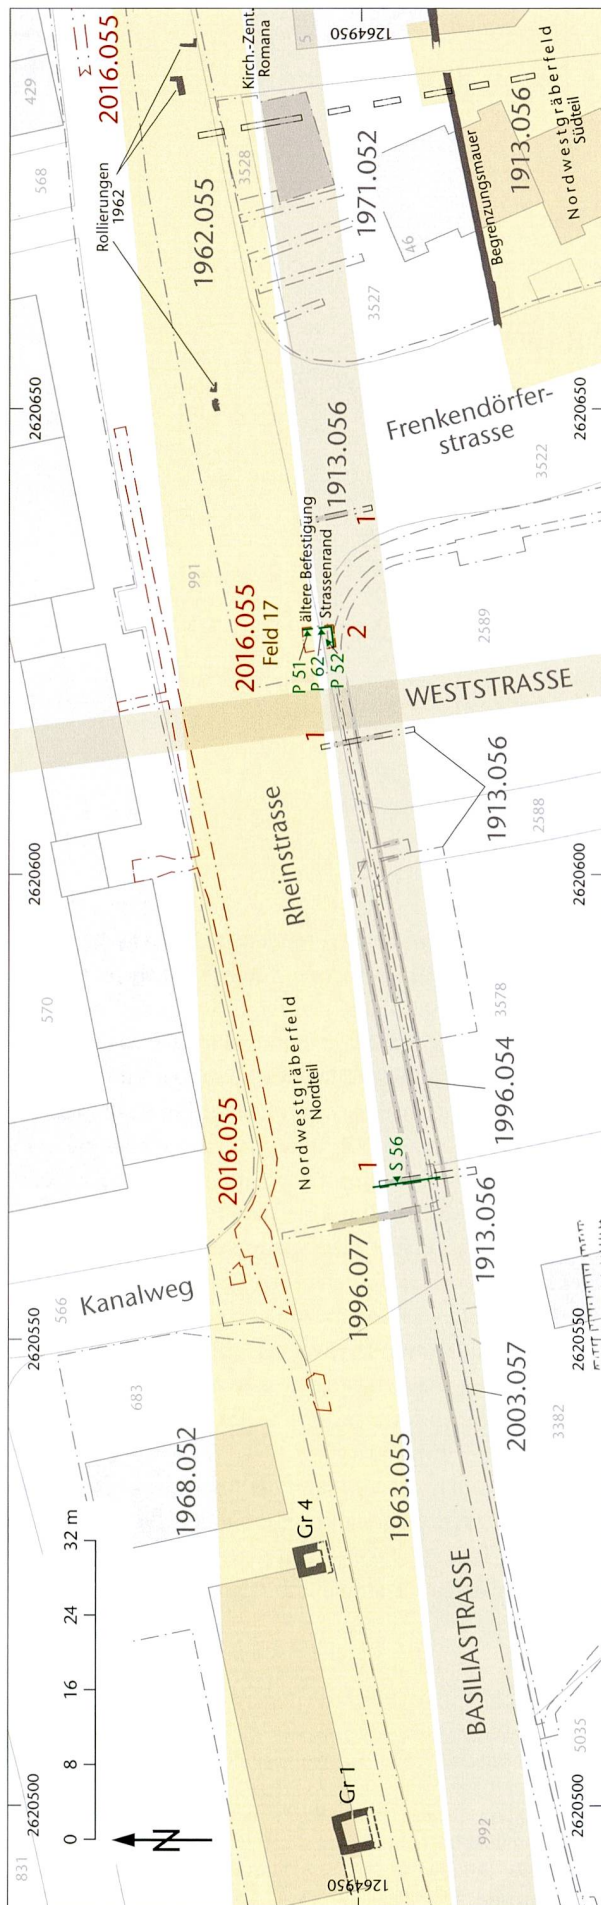 831
2620500
0
8
16
24
32 m
N
1264950
Gr 1
Gr 4
1968.052
683
566
Kanalweg
2620550
570
2016.055
Nordwestgräberfeld
Nordteil
1996.077
1963.055
BASILIASTRASSE
992
5035
2620500
2003.057
3382
2620550
1913.056
1
S 56
1996.054
3578
2620600
Rheinstrasse
2620600
2588
1913.056
1
WESTSTRASSE
2016.055
Feld 17
P 51
P 62
P 52
ältere Befestigung
Strassenrand
2
1
991
2589
1913.056
2620650
Frenkendörfer-
strasse
3522
2620650
Rollierungen
1962
1962.055
3528
3527
1971.052
A6
Begrenzungsmauer
1913.056
Nordwestgräberfeld
Südteil
568
429
2016.055
Kirch.-Zent.
Romana
5
1264950